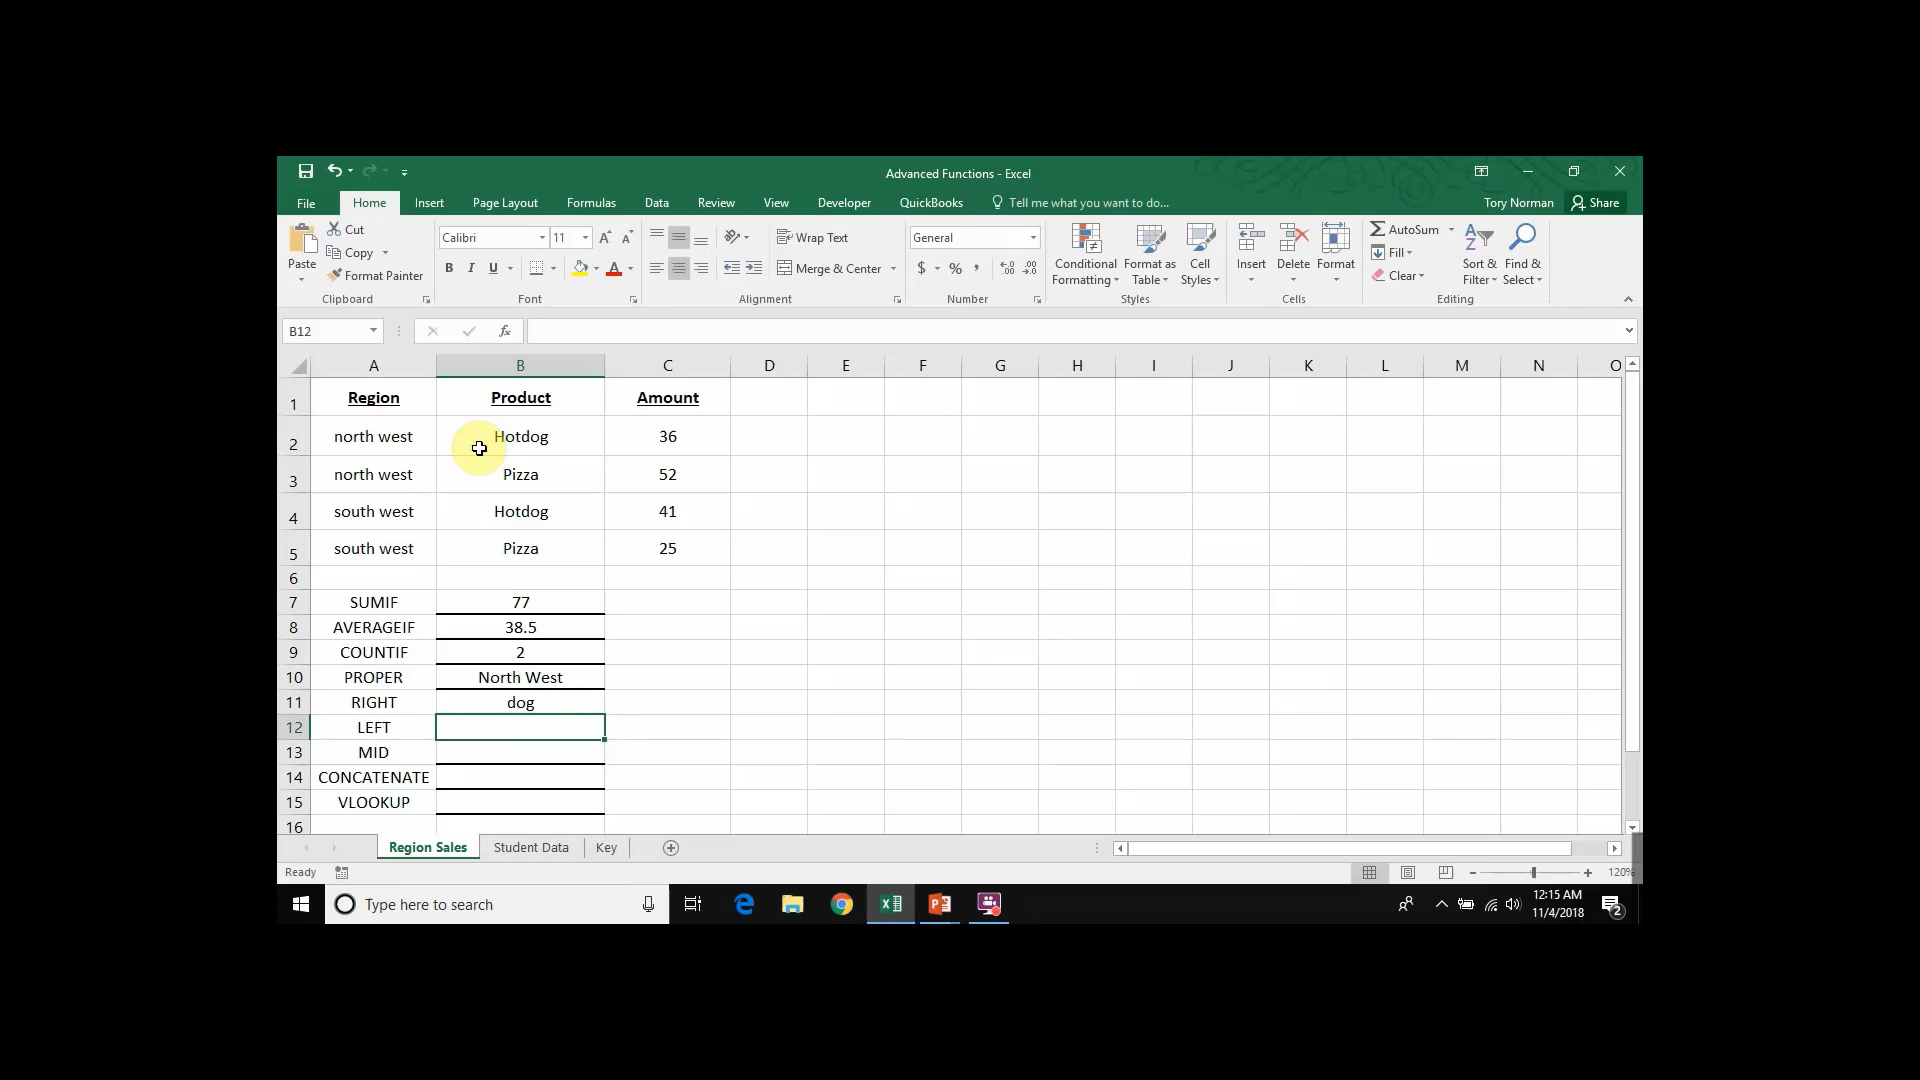 Advanced Functions - Excel
File Home Insert Page Layout Formulas Data Review View Developer QuickBooks Tell me what you want to do... Tory Norman Share
Paste
Cut
Copy
Format Painter
Clipboard
Calibri 11
B I U
Font
Wrap Text
Merge & Center
Alignment
General
$ % ,
Number
Conditional Formatting
Format as Table
Cell Styles
Styles
Insert Delete Format
Cells
AutoSum
Fill
Clear
Sort & Filter
Find & Select
Editing
B12 fx
A B C D E F G H I J K L M N O
1 Region Product Amount
2 north west Hotdog 36
3 north west Pizza 52
4 south west Hotdog 41
5 south west Pizza 25
6
7 SUMIF 77
8 AVERAGEIF 38.5
9 COUNTIF 2
10 PROPER North West
11 RIGHT dog
12 LEFT
13 MID
14 CONCATENATE
15 VLOOKUP
16
Region Sales Student Data Key
Ready 120%
Type here to search
12:15 AM
11/4/2018
2